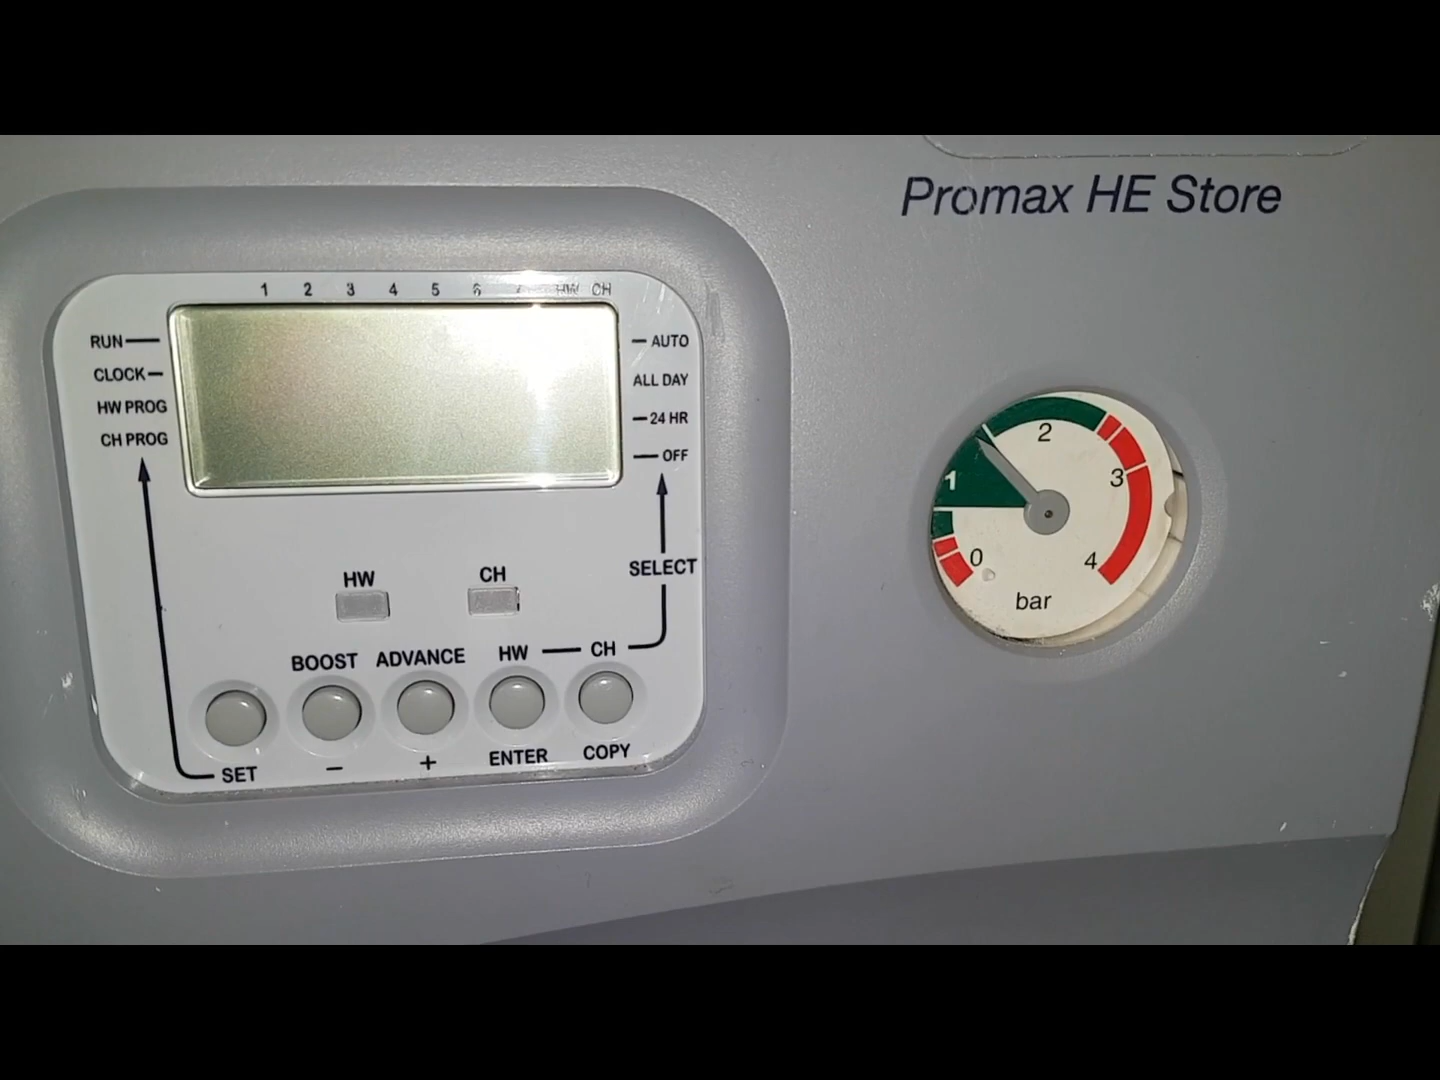 Promax HE Store
1 2 3 4 5 6 HW CH
RUN
CLOCK
HW PROG
CH PROG
AUTO
ALL DAY
24 HR
OFF
SELECT
HW CH
BOOST ADVANCE HW CH
SET - + ENTER COPY
0 1 2 3 4
bar